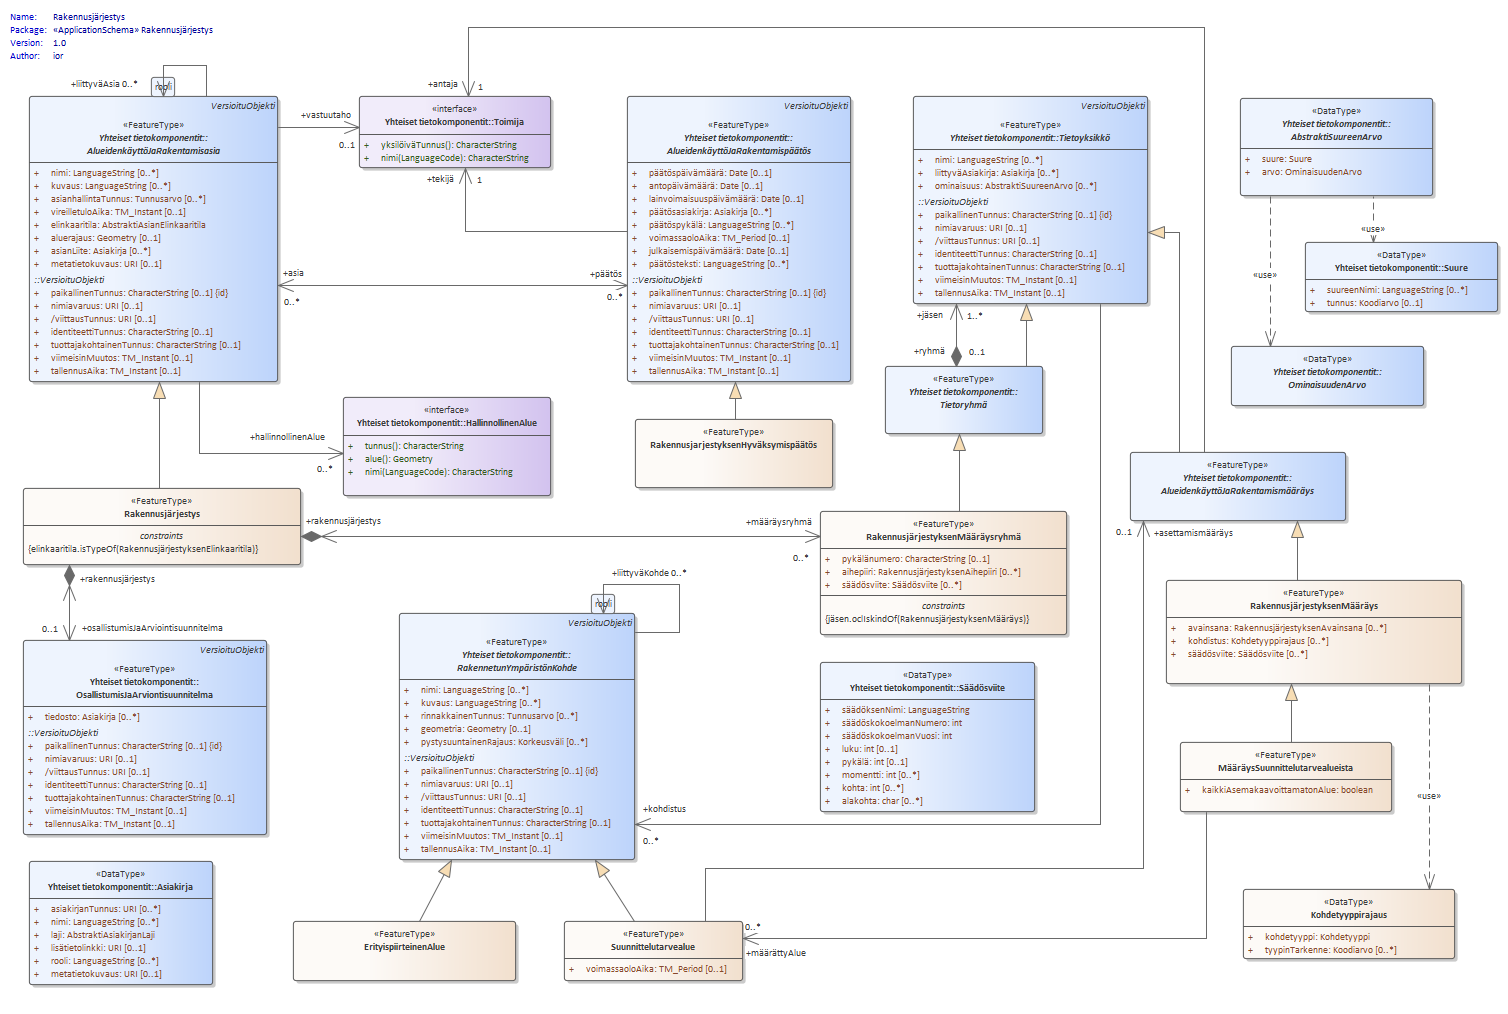 Name: Rakennusjärjestys
Package: «ApplicationSchema» Rakennusjärjestys
Version: 1.0
Author: ior
+liittyväAsia 0..*
rooli
VersioituObjekti
«FeatureType»
Yhteiset tietokomponentit::
AlueidenkäyttöJaRakentamisasia
+ nimi: LanguageString [0..*]
+ kuvaus: LanguageString [0..*]
+ asianhallintaTunnus: Tunnusarvo [0..*]
+ vireilletuloAika: TM_Instant [0..1]
+ elinkaaritila: AbstraktiAsianElinkaaritila
+ aluerajaus: Geometry [0..1]
+ asianLiite: Asiakirja [0..*]
+ metatietokuvaus: URI [0..1]
::VersioituObjekti
+ paikallinenTunnus: CharacterString [0..1] {id}
+ nimiavaruus: URI [0..1]
+ /viittausTunnus: URI [0..1]
+ identiteettiTunnus: CharacterString [0..1]
+ tuottajakohtainenTunnus: CharacterString [0..1]
+ viimeisinMuutos: TM_Instant [0..1]
+ tallennusAika: TM_Instant [0..1]
+vastuutaho
0..1
+antaja
1
«interface»
Yhteiset tietokomponentit::Toimija
+ yksilöiväTunnus(): CharacterString
+ nimi(LanguageCode): CharacterString
+tekijä
1
+asia
0..*
+päätös
0..*
VersioituObjekti
«FeatureType»
Yhteiset tietokomponentit::
AlueidenkäyttöJaRakentamispäätös
+ päätöspäivämäärä: Date [0..1]
+ antopäivämäärä: Date [0..1]
+ lainvoimaisuuspäivämäärä: Date [0..1]
+ päätösasiakirja: Asiakirja [0..*]
+ päätöspykälä: LanguageString [0..*]
+ voimassaoloAika: TM_Period [0..1]
+ julkaisemispäivämäärä: Date [0..1]
+ päätösteksti: LanguageString [0..*]
::VersioituObjekti
+ paikallinenTunnus: CharacterString [0..1] {id}
+ nimiavaruus: URI [0..1]
+ /viittausTunnus: URI [0..1]
+ identiteettiTunnus: CharacterString [0..1]
+ tuottajakohtainenTunnus: CharacterString [0..1]
+ viimeisinMuutos: TM_Instant [0..1]
+ tallennusAika: TM_Instant [0..1]
VersioituObjekti
«FeatureType»
Yhteiset tietokomponentit::Tietoyksikkö
+ nimi: LanguageString [0..*]
+ liittyväAsiakirja: Asiakirja [0..*]
+ ominaisuus: AbstraktiSuureenArvo [0..*]
::VersioituObjekti
+ paikallinenTunnus: CharacterString [0..1] {id}
+ nimiavaruus: URI [0..1]
+ /viittausTunnus: URI [0..1]
+ identiteettiTunnus: CharacterString [0..1]
+ tuottajakohtainenTunnus: CharacterString [0..1]
+ viimeisinMuutos: TM_Instant [0..1]
+ tallennusAika: TM_Instant [0..1]
«DataType»
Yhteiset tietokomponentit::
AbstraktiSuureenArvo
+ suure: Suure
+ arvo: OminaisuudenArvo
«use»
«use»
«DataType»
Yhteiset tietokomponentit::Suure
+ suureenNimi: LanguageString [0..*]
+ tunnus: Koodiarvo [0..1]
«DataType»
Yhteiset tietokomponentit::
OminaisuudenArvo
+jäsen
1..*
+ryhmä
0..1
«FeatureType»
Yhteiset tietokomponentit::
Tietoryhmä
+hallinnollinenAlue
0..*
«interface»
Yhteiset tietokomponentit::HallinnollinenAlue
+ tunnus(): CharacterString
+ alue(): Geometry
+ nimi(LanguageCode): CharacterString
«FeatureType»
RakennusjarjestyksenHyväksymispäätös
«FeatureType»
Yhteiset tietokomponentit::
AlueidenkäyttöJaRakentamismääräys
«FeatureType»
Rakennusjärjestys
constraints
{elinkaaritila.isTypeOf(RakennusjärjestyksenElinkaaritila)}
+rakennusjärjestys
+määräysryhmä
0..*
«FeatureType»
RakennusjärjestyksenMääräysryhmä
+ pykälänumero: CharacterString [0..1]
+ aihepiiri: RakennusjärjestyksenAihepiiri [0..*]
+ säädösviite: Säädösviite [0..*]
constraints
{jäsen.oclIskindOf(RakennusjärjestyksenMääräys)}
0..1
+asettamismääräys
+rakennusjärjestys
0..1
+osallistumisJaArviointisuunnitelma
+liittyväKohde 0..*
rooli
«FeatureType»
RakennusjärjestyksenMääräys
+ avainsana: RakennusjärjestyksenAvainsana [0..*]
+ kohdistus: Kohdetyyppirajaus [0..*]
+ säädösviite: Säädösviite [0..*]
VersioituObjekti
«FeatureType»
Yhteiset tietokomponentit::
OsallistumisJaArviontisuunnitelma
+ tiedosto: Asiakirja [0..*]
::VersioituObjekti
+ paikallinenTunnus: CharacterString [0..1] {id}
+ nimiavaruus: URI [0..1]
+ /viittausTunnus: URI [0..1]
+ identiteettiTunnus: CharacterString [0..1]
+ tuottajakohtainenTunnus: CharacterString [0..1]
+ viimeisinMuutos: TM_Instant [0..1]
+ tallennusAika: TM_Instant [0..1]
VersioituObjekti
«FeatureType»
Yhteiset tietokomponentit::
RakennetunYmpäristönKohde
+ nimi: LanguageString [0..*]
+ kuvaus: LanguageString [0..*]
+ rinnakkainenTunnus: Tunnusarvo [0..*]
+ geometria: Geometry [0..1]
+ pystysuuntainenRajaus: Korkeusväli [0..*]
::VersioituObjekti
+ paikallinenTunnus: CharacterString [0..1] {id}
+ nimiavaruus: URI [0..1]
+ /viittausTunnus: URI [0..1]
+ identiteettiTunnus: CharacterString [0..1]
+ tuottajakohtainenTunnus: CharacterString [0..1]
+ viimeisinMuutos: TM_Instant [0..1]
+ tallennusAika: TM_Instant [0..1]
+kohdistus
0..*
«DataType»
Yhteiset tietokomponentit::Säädösviite
+ säädöksenNimi: LanguageString
+ säädöskokoelmanNumero: int
+ säädöskokoelmanVuosi: int
+ luku: int [0..1]
+ pykälä: int [0..1]
+ momentti: int [0..*]
+ kohta: int [0..*]
+ alakohta: char [0..*]
«FeatureType»
MääräysSuunnittelutarvealueista
+ kaikkiAsemakaavoittamatonAlue: boolean
«use»
«DataType»
Yhteiset tietokomponentit::Asiakirja
+ asiakirjanTunnus: URI [0..*]
+ nimi: LanguageString [0..*]
+ laji: AbstraktiAsiakirjanLaji
+ lisätietolinkki: URI [0..1]
+ rooli: LanguageString [0..*]
+ metatietokuvaus: URI [0..1]
«FeatureType»
ErityispiirteinenAlue
«FeatureType»
Suunnittelutarvealue
+ voimassaoloAika: TM_Period [0..1]
0..*
+määrättyAlue
«DataType»
Kohdetyyppirajaus
+ kohdetyyppi: Kohdetyyppi
+ tyypinTarkenne: Koodiarvo [0..*]